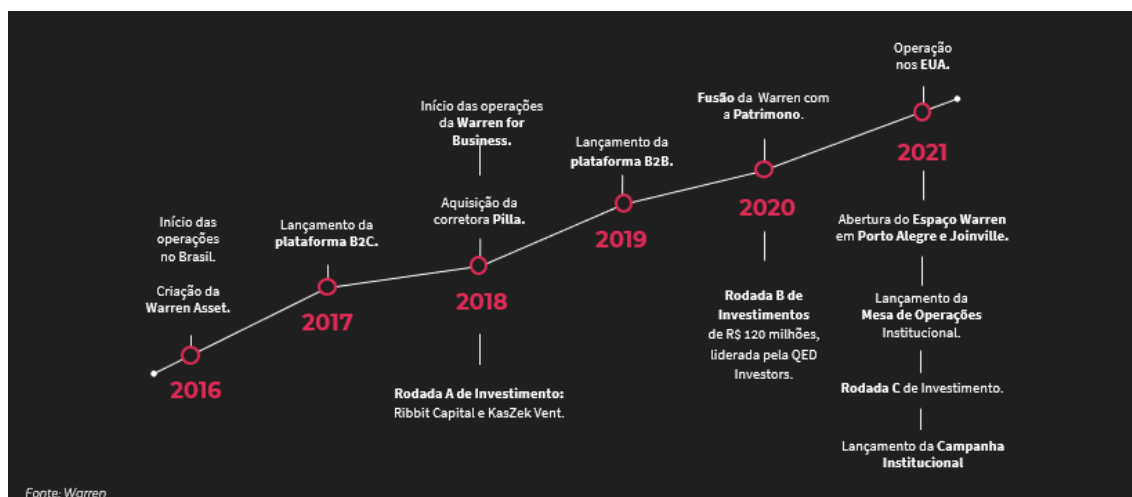 Início das
operações
no Brasil.
Criação da
Warren Asset.
2016
Lançamento da
plataforma B2C.
2017
Início das operações
da Warren for
Business.
Aquisição da
corretora Pilla.
2018
Rodada A de Investimento:
Ribbit Capital e KasZek Vent.
Lançamento da
plataforma B2B.
2019
Fusão da Warren com
a Patrimono.
2020
Rodada B de
Investimentos
de R$ 120 milhões,
liderada pela QED
Investors.
Operação
nos EUA.
2021
Abertura do Espaço Warren
em Porto Alegre e Joinville.
Lançamento da
Mesa de Operações
Institucional.
Rodada C de Investimento.
Lançamento da Campanha
Institucional
Fonte: Warren